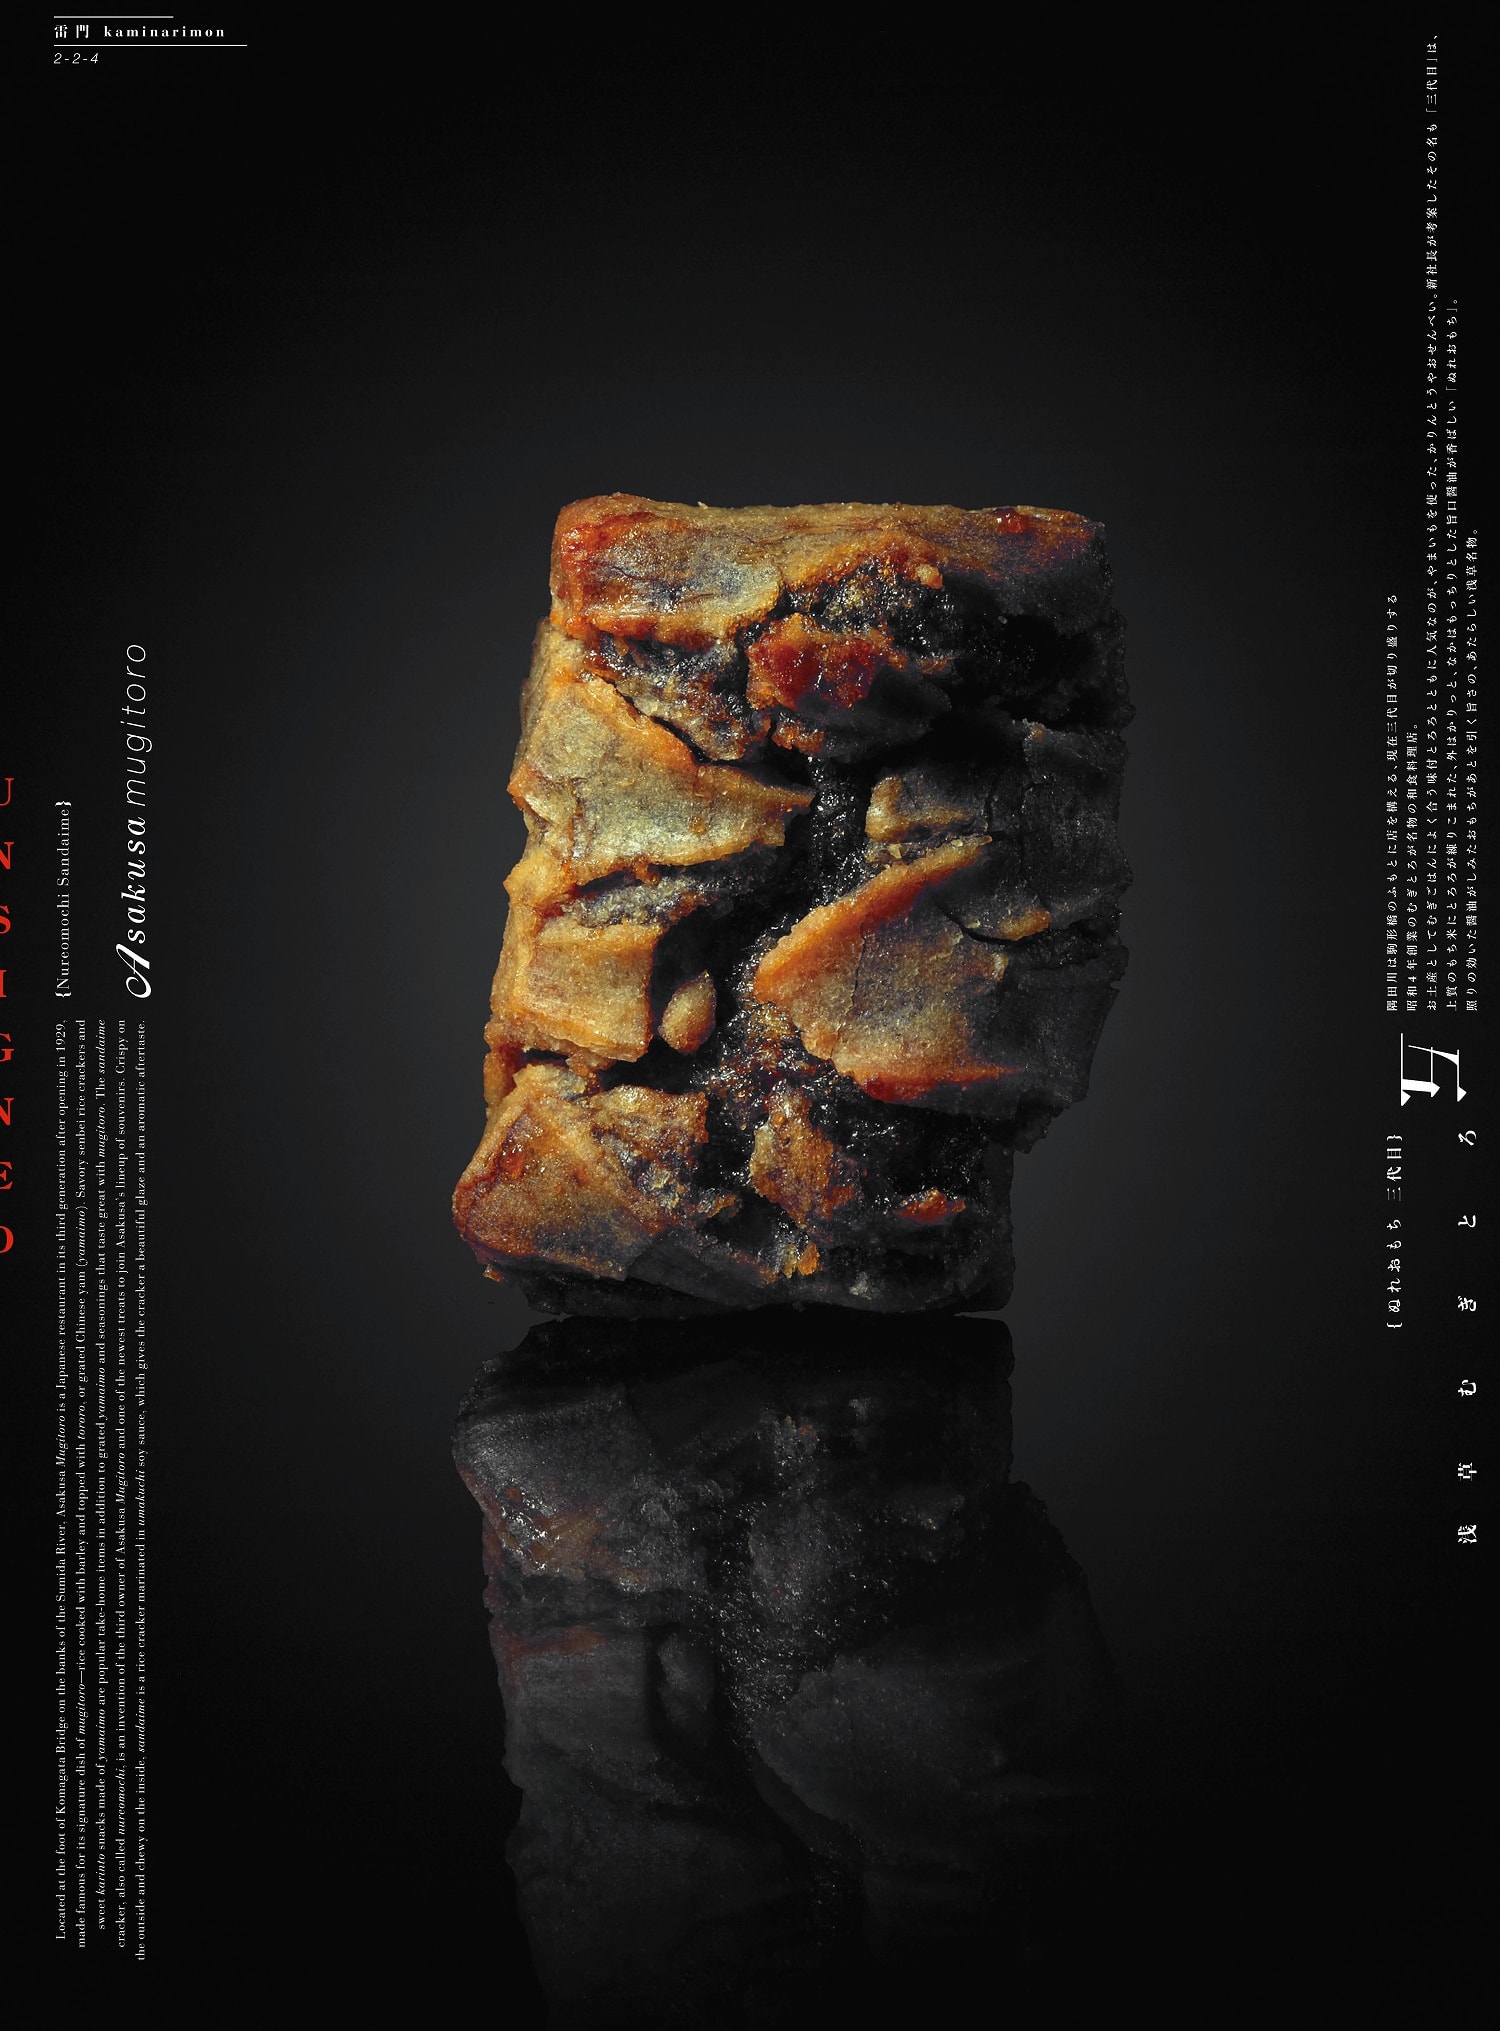 雷門 kaminarimon
2-2-4
UNSIGNED
{Nureomochi Sandaime}
Asakusa mugitoro
Located at the foot of Komagata Bridge on the banks of the Sumida River, Asakusa Mugitoro is a Japanese restaurant in its third generation after opening in 1929,
made famous for its signature dish of mugitoro—rice cooked with barley and topped with tororo, or grated Chinese yam (yamaimo). Savory senbei rice crackers and
sweet karinto snacks made of yamaimo are popular take-home items in addition to grated yamaimo and seasonings that taste great with mugitoro. The sandaime
cracker, also called nureomochi, is an invention of the third owner of Asakusa Mugitoro and one of the newest treats to join Asakusa's lineup of souvenirs. Crispy on
the outside and chewy on the inside, sandaime is a rice cracker marinated in umakuchi soy sauce, which gives the cracker a beautiful glaze and an aromatic aftertaste.
隅田川は駒形橋のふもとに店を構える、現在三代目が切り盛りする
昭和4年創業のむぎとろが名物の和食料理店。
お土産としてむぎごはんによく合う味付とろろとともに人気なのが、やまいもを使った、かりんとうやおせんべい。新社長が考案したその名も「三代目」は、
上質のもち米にとろろが練りこまれた、外はかりっと、なかはもっちりとした旨口醤油が香ばしい「ぬれおもち」。
照りの効いた醤油がしみたおもちがあとを引く旨さの、あたらしい浅草名物。
{ぬれおもち 三代目}
浅草むぎとろ